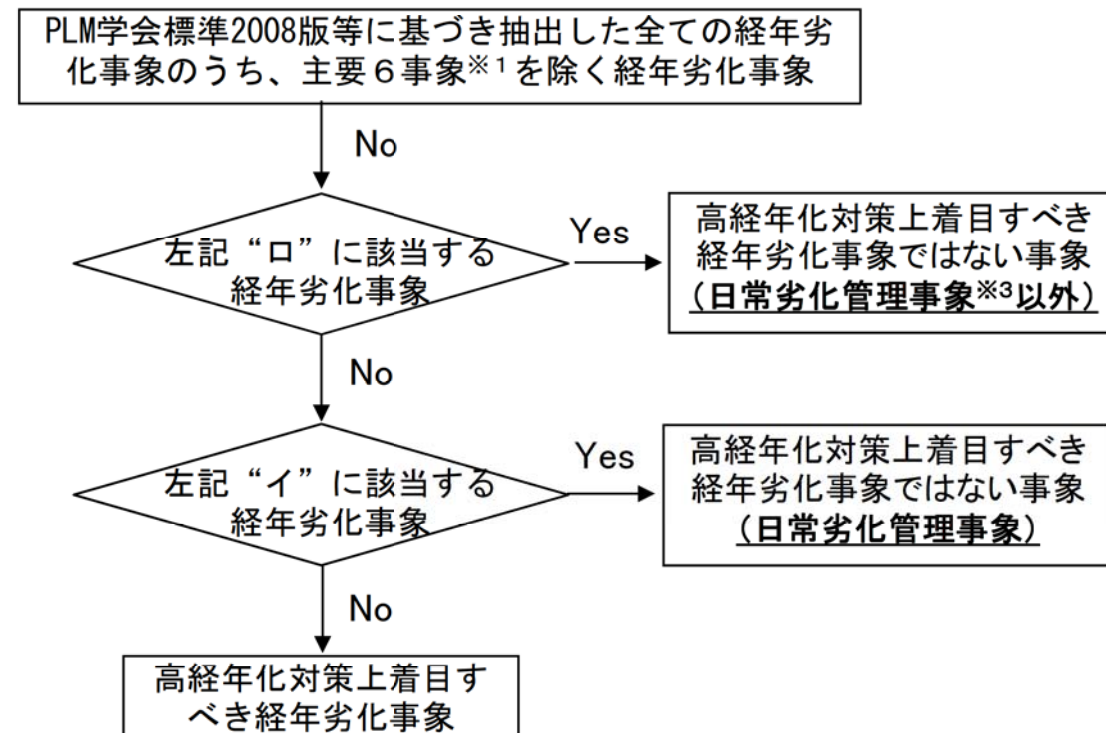 PLM学会標準2008版等に基づき抽出した全ての経年劣
化事象のうち、主要６事象※１を除く経年劣化事象
No
左記“ロ”に該当する
経年劣化事象
Yes
高経年化対策上着目すべき
経年劣化事象ではない事象
（日常劣化管理事象※3以外）
No
左記“イ”に該当する
経年劣化事象
Yes
高経年化対策上着目すべき
経年劣化事象ではない事象
（日常劣化管理事象）
No
高経年化対策上着目す
べき経年劣化事象